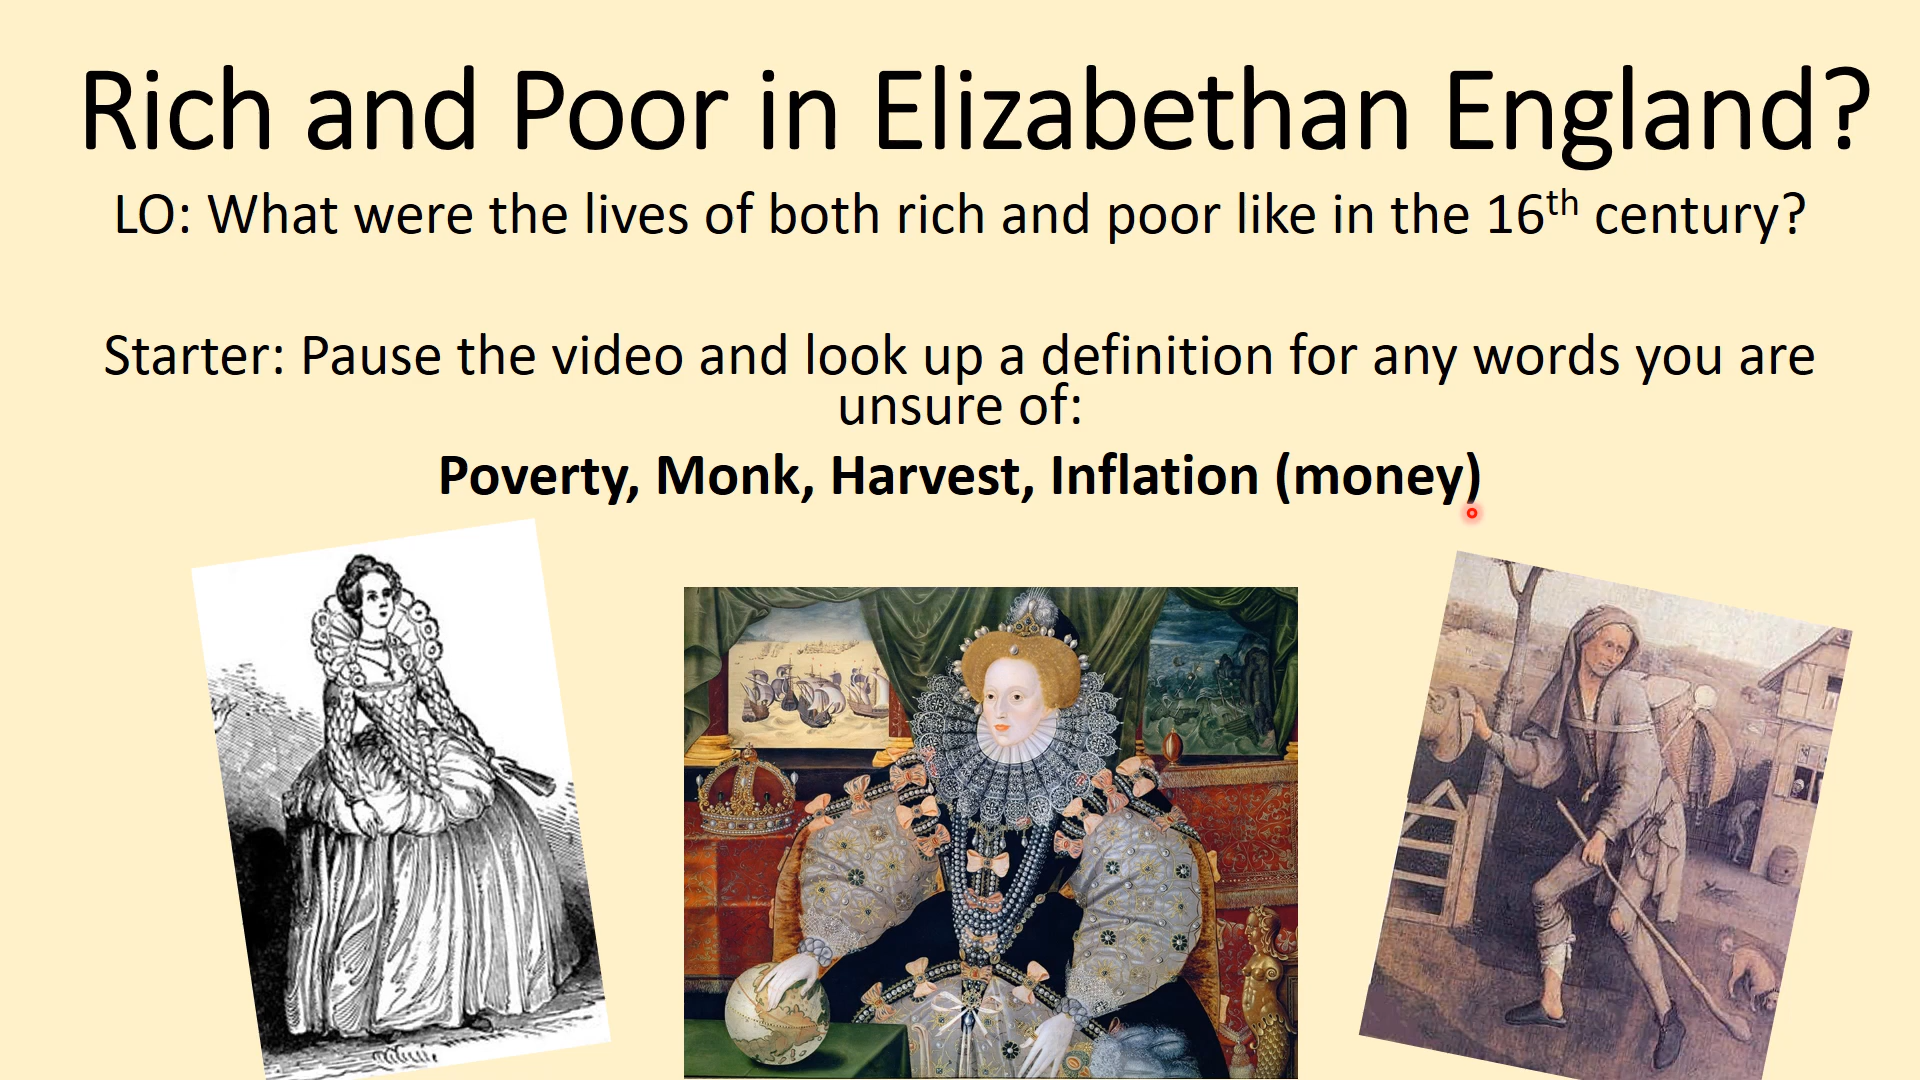 Rich and Poor in Elizabethan England?
LO: What were the lives of both rich and poor like in the 16th century?
Starter: Pause the video and look up a definition for any words you are
unsure of:
Poverty, Monk, Harvest, Inflation (money)